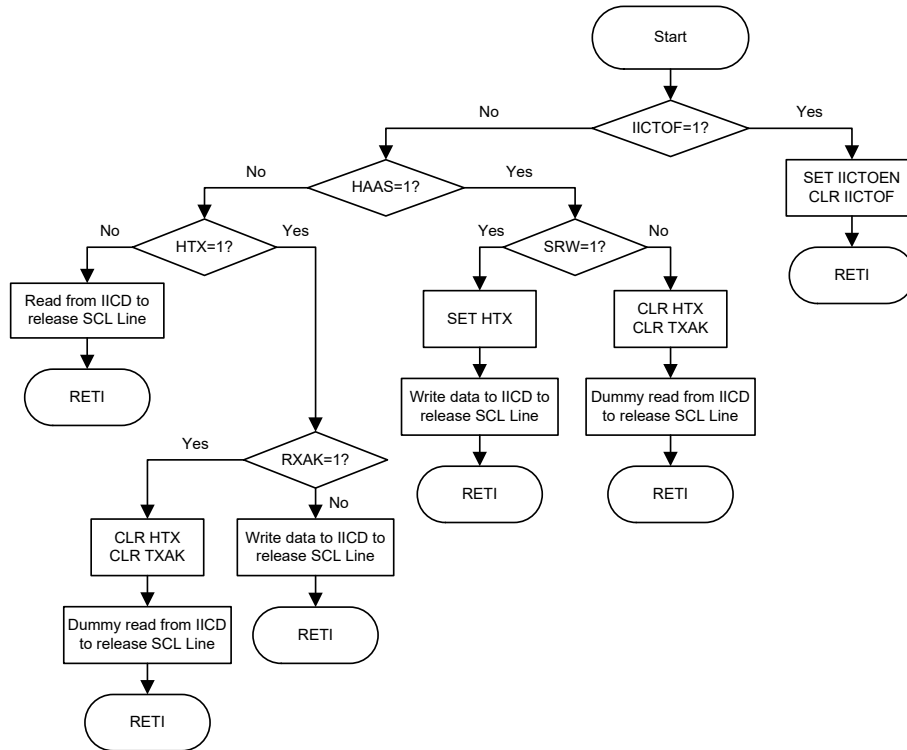 Start
No
Yes
IICTOF=1?
No
Yes
HAAS=1?
SET IICTOEN
CLR IICTOF
No
Yes
HTX=1?
Yes
No
SRW=1?
RETI
Read from IICD to
release SCL Line
SET HTX
CLR HTX
CLR TXAK
RETI
Write data to IICD to
release SCL Line
Dummy read from IICD
to release SCL Line
Yes
RXAK=1?
RETI
RETI
No
CLR HTX
CLR TXAK
Write data to IICD to
release SCL Line
Dummy read from IICD
to release SCL Line
RETI
RETI